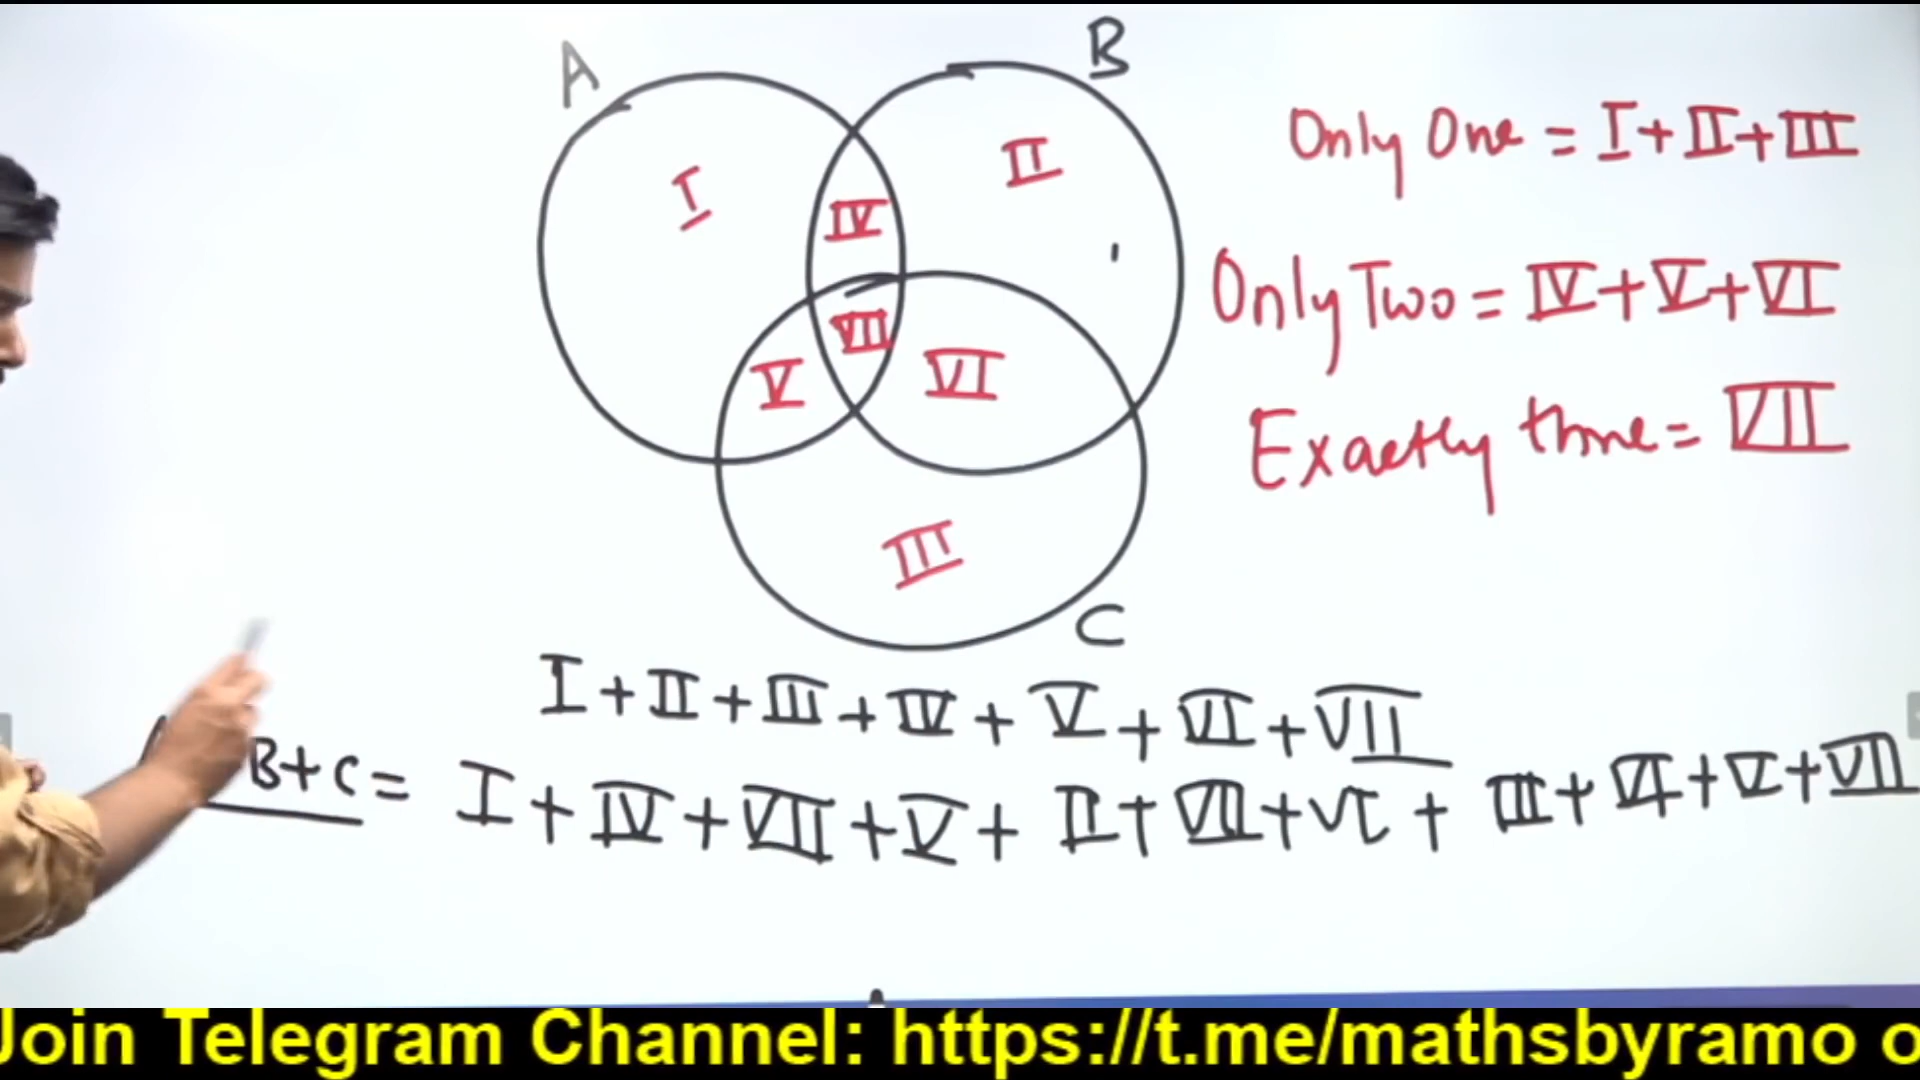 A
B
I
II
IV
VII
V
VI
III
C
Only One = I+II+III
Only Two = IV+V+VI
Exactly three = VII
I+II+III+IV+V+VI+VII
B+C= I+IV+VII+V+ II+VII+VI+ III+VI+V+VII
Join Telegram Channel: https://t.me/mathsbyramo o